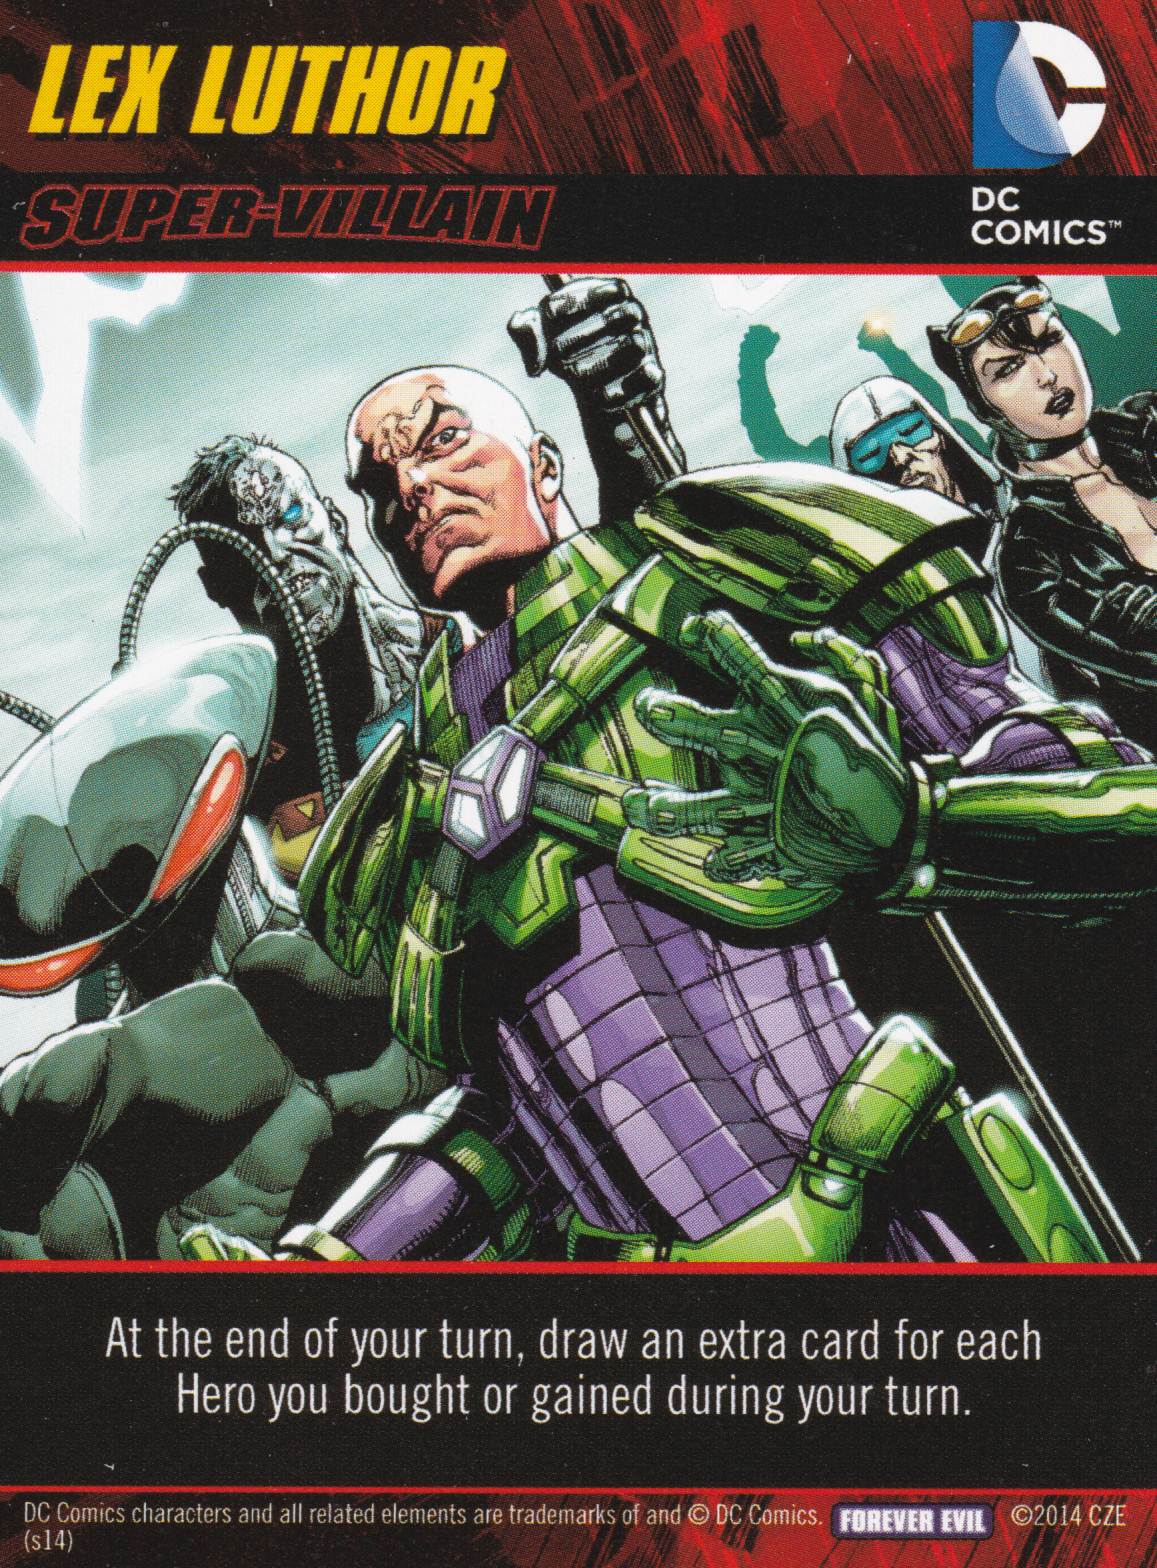 LEX LUTHOR
SUPER-VILLAIN
DC
COMICS™
At the end of your turn, draw an extra card for each
Hero you bought or gained during your turn.
DC Comics characters and all related elements are trademarks of and © DC Comics. FOREVER EVIL ©2014 CZE
(s14)